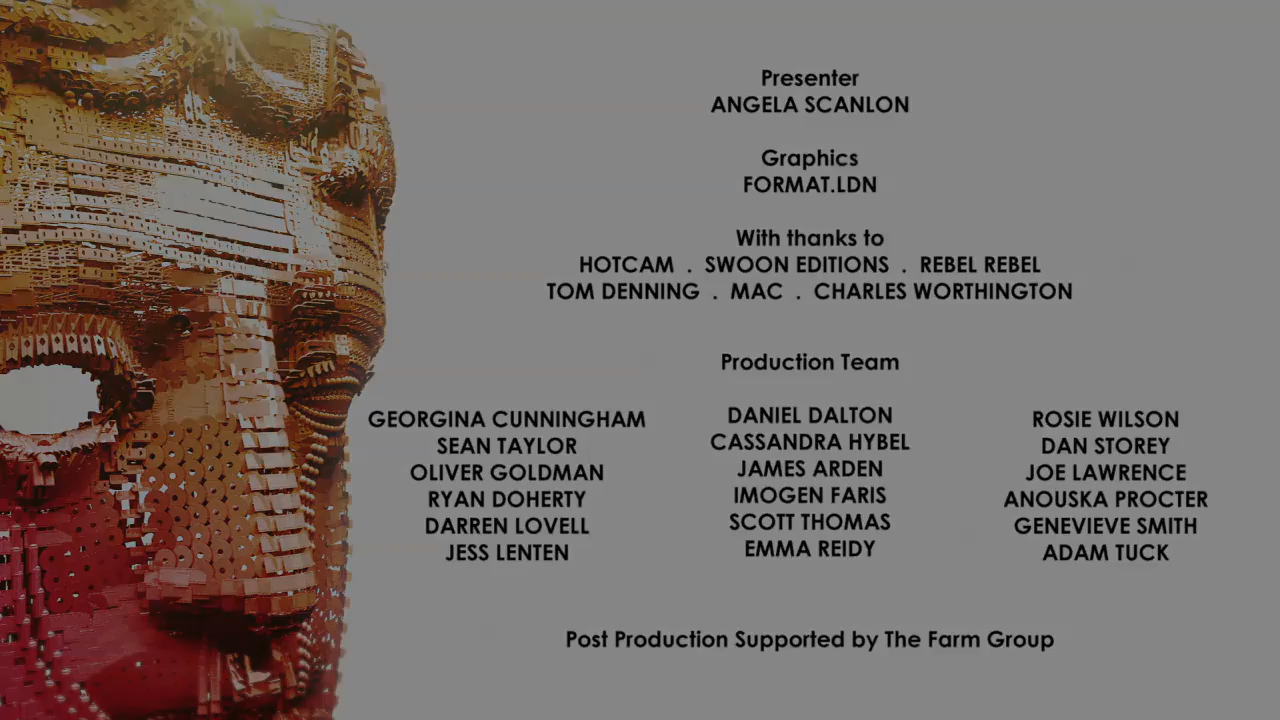 Presenter
ANGELA SCANLON
Graphics
FORMAT.LDN
With thanks to
HOTCAM . SWOON EDITIONS . REBEL REBEL
TOM DENNING . MAC . CHARLES WORTHINGTON
Production Team
GEORGINA CUNNINGHAM
SEAN TAYLOR
OLIVER GOLDMAN
RYAN DOHERTY
DARREN LOVELL
JESS LENTEN
DANIEL DALTON
CASSANDRA HYBEL
JAMES ARDEN
IMOGEN FARIS
SCOTT THOMAS
EMMA REIDY
ROSIE WILSON
DAN STOREY
JOE LAWRENCE
ANOUSKA PROCTER
GENEVIEVE SMITH
ADAM TUCK
Post Production Supported by The Farm Group